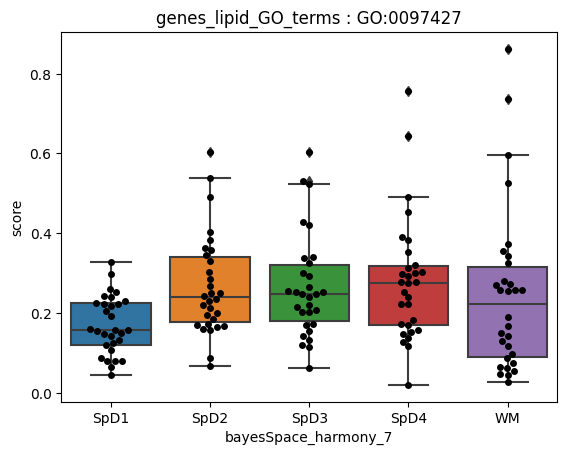 genes_lipid_GO_terms : GO:0097427
score
0.8
0.6
0.4
0.2
0.0
SpD1 SpD2 SpD3 SpD4 WM
bayesSpace_harmony_7